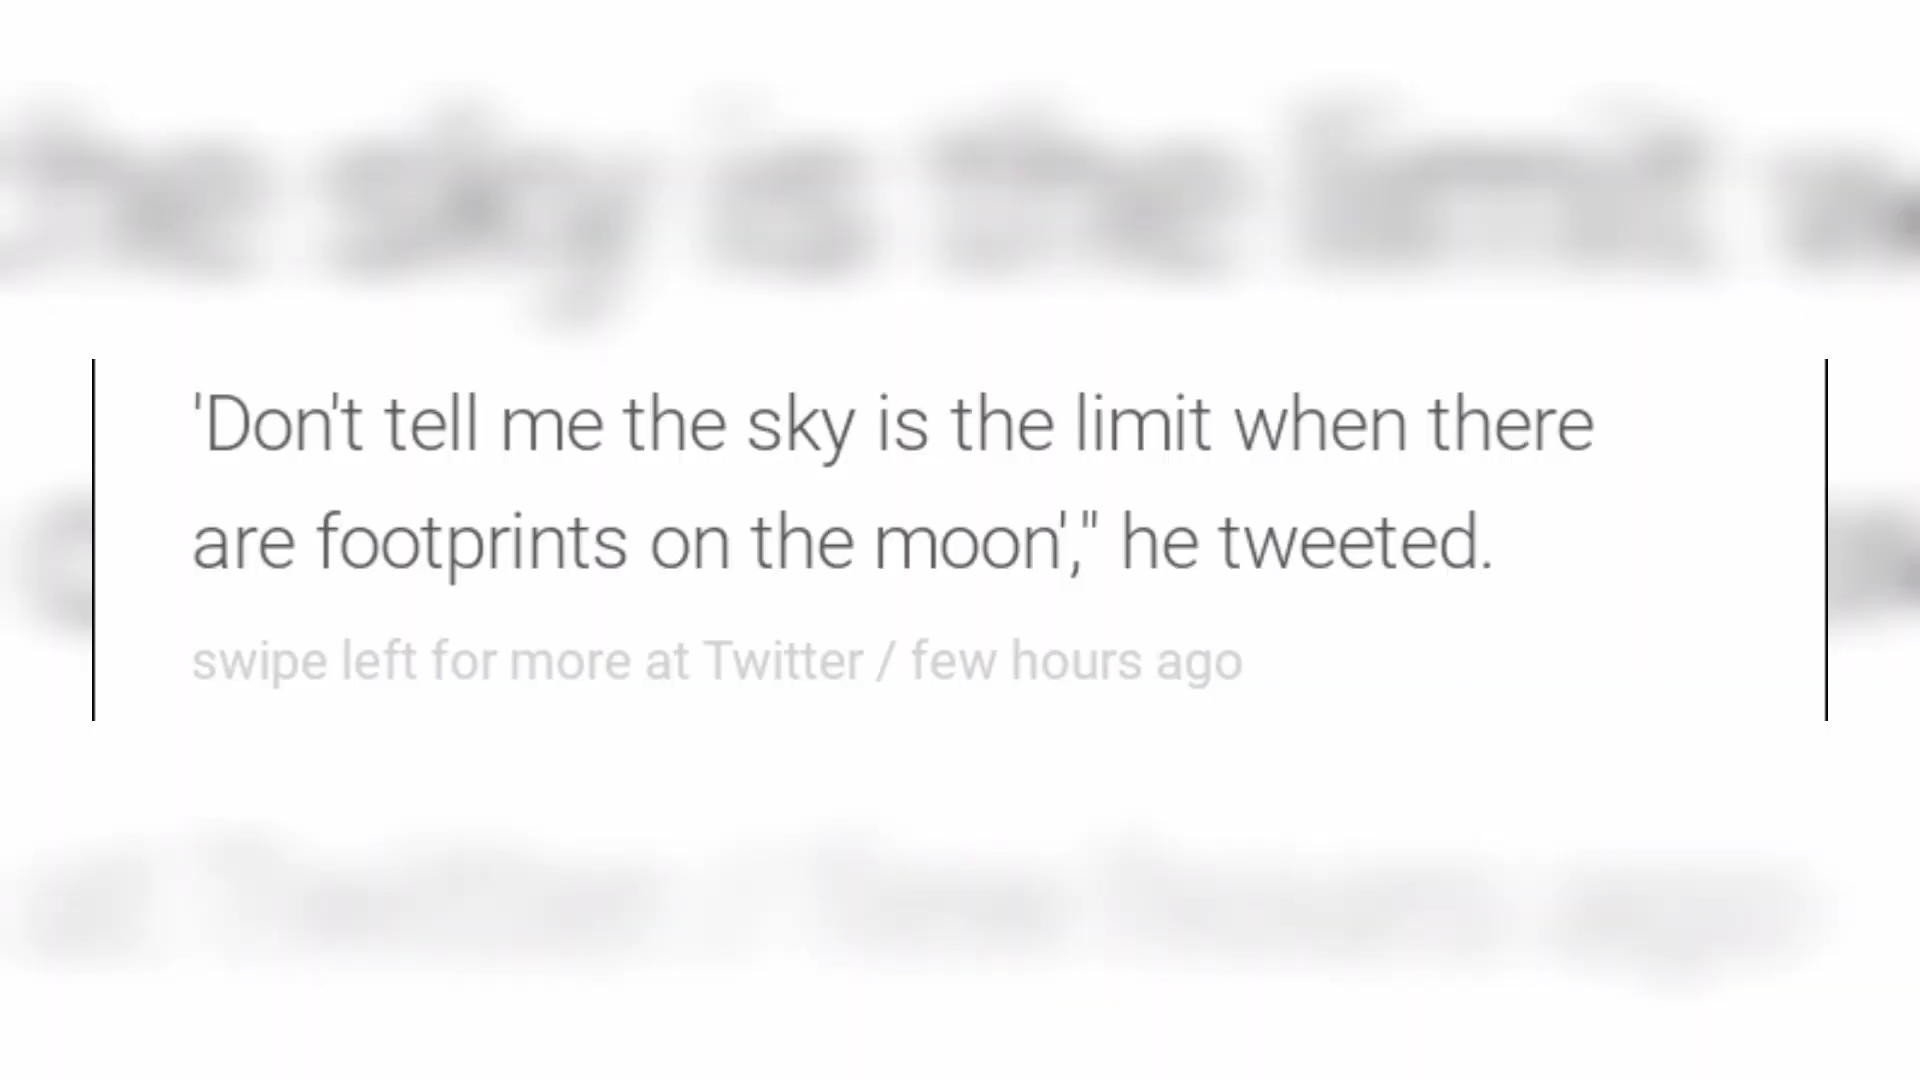 'Don't tell me the sky is the limit when there
are footprints on the moon'," he tweeted.
swipe left for more at Twitter / few hours ago